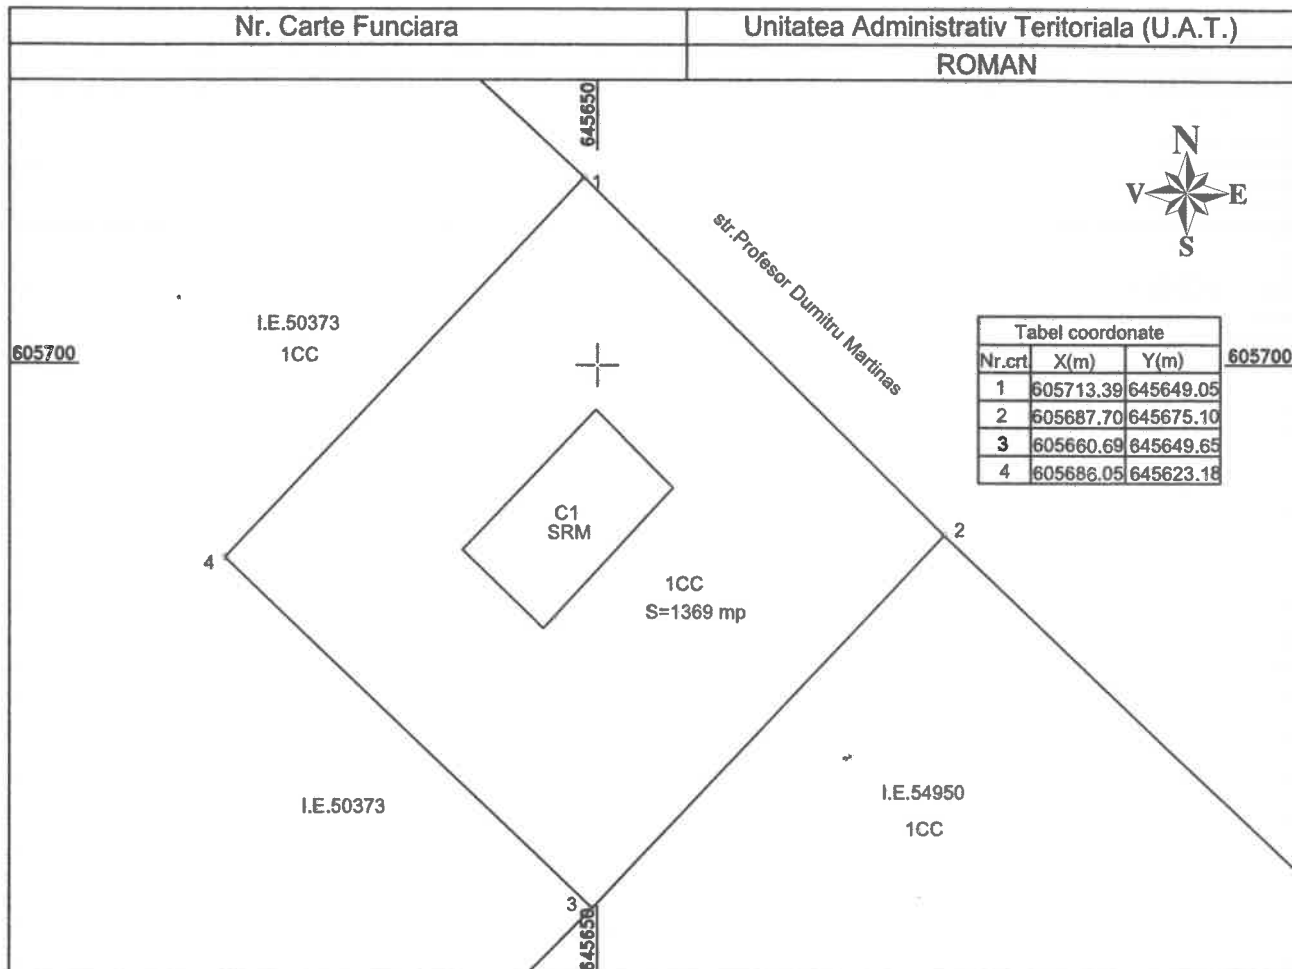 Nr. Carte Funciara
Unitatea Administrativ Teritoriala (U.A.T.)
ROMAN
645650
1
N
V
E
S
str.Profesor Dumitru Martinas
I.E.50373
1CC
605700
605700
Tabel coordonate
Nr.crt X(m) Y(m)
1 605713.39 645649.05
2 605687.70 645675.10
3 605660.69 645649.65
4 605686.05 645623.18
C1
SRM
2
4
1CC
S=1369 mp
I.E.50373
I.E.54950
1CC
3
645650